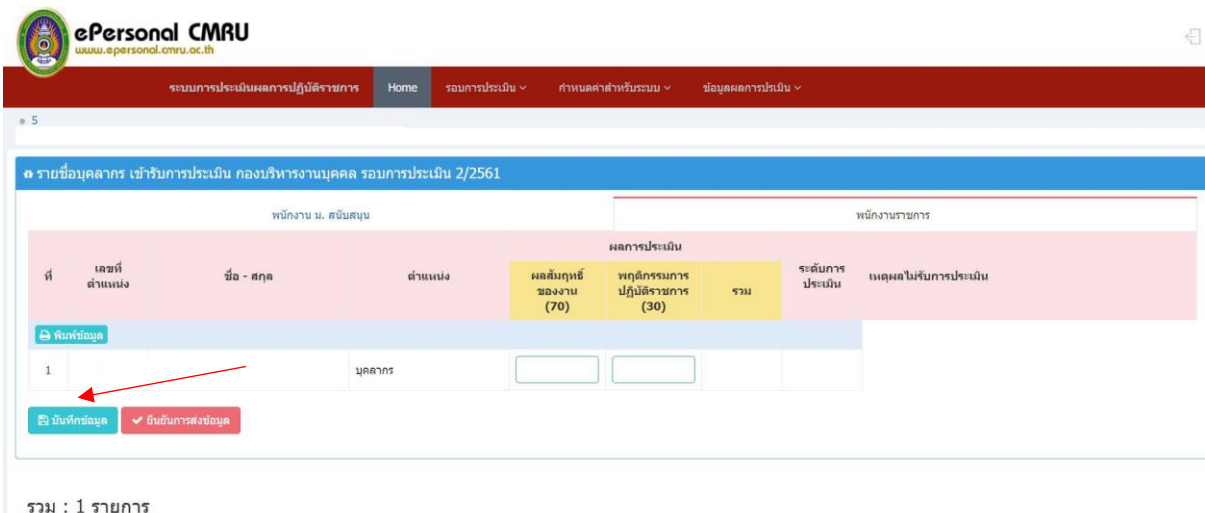 ePersonal CMRU
www.epersonal.cmru.ac.th
ระบบการประเมินผลการปฏิบัติราชการ Home รอบการประเมิน กำหนดค่าสำหรับระบบ ข้อมูลผลการปรเมิน
5
รายชื่อบุคลากร เข้ารับการประเมิน กองบริหารงานบุคคล รอบการประเมิน 2/2561
พนักงาน ม. สนับสนุน พนักงานราชการ
ผลการประเมิน
ที่ เลขที่ตำแหน่ง ชื่อ - สกุล ตำแหน่ง ผลสัมฤทธิ์ของงาน (70) พฤติกรรมการปฏิบัติราชการ (30) รวม ระดับการประเมิน เหตุผลไม่รับการประเมิน
พิมพ์ข้อมูล
1 บุคลากร
บันทึกข้อมูล ยืนยันการส่งข้อมูล
รวม : 1 รายการ